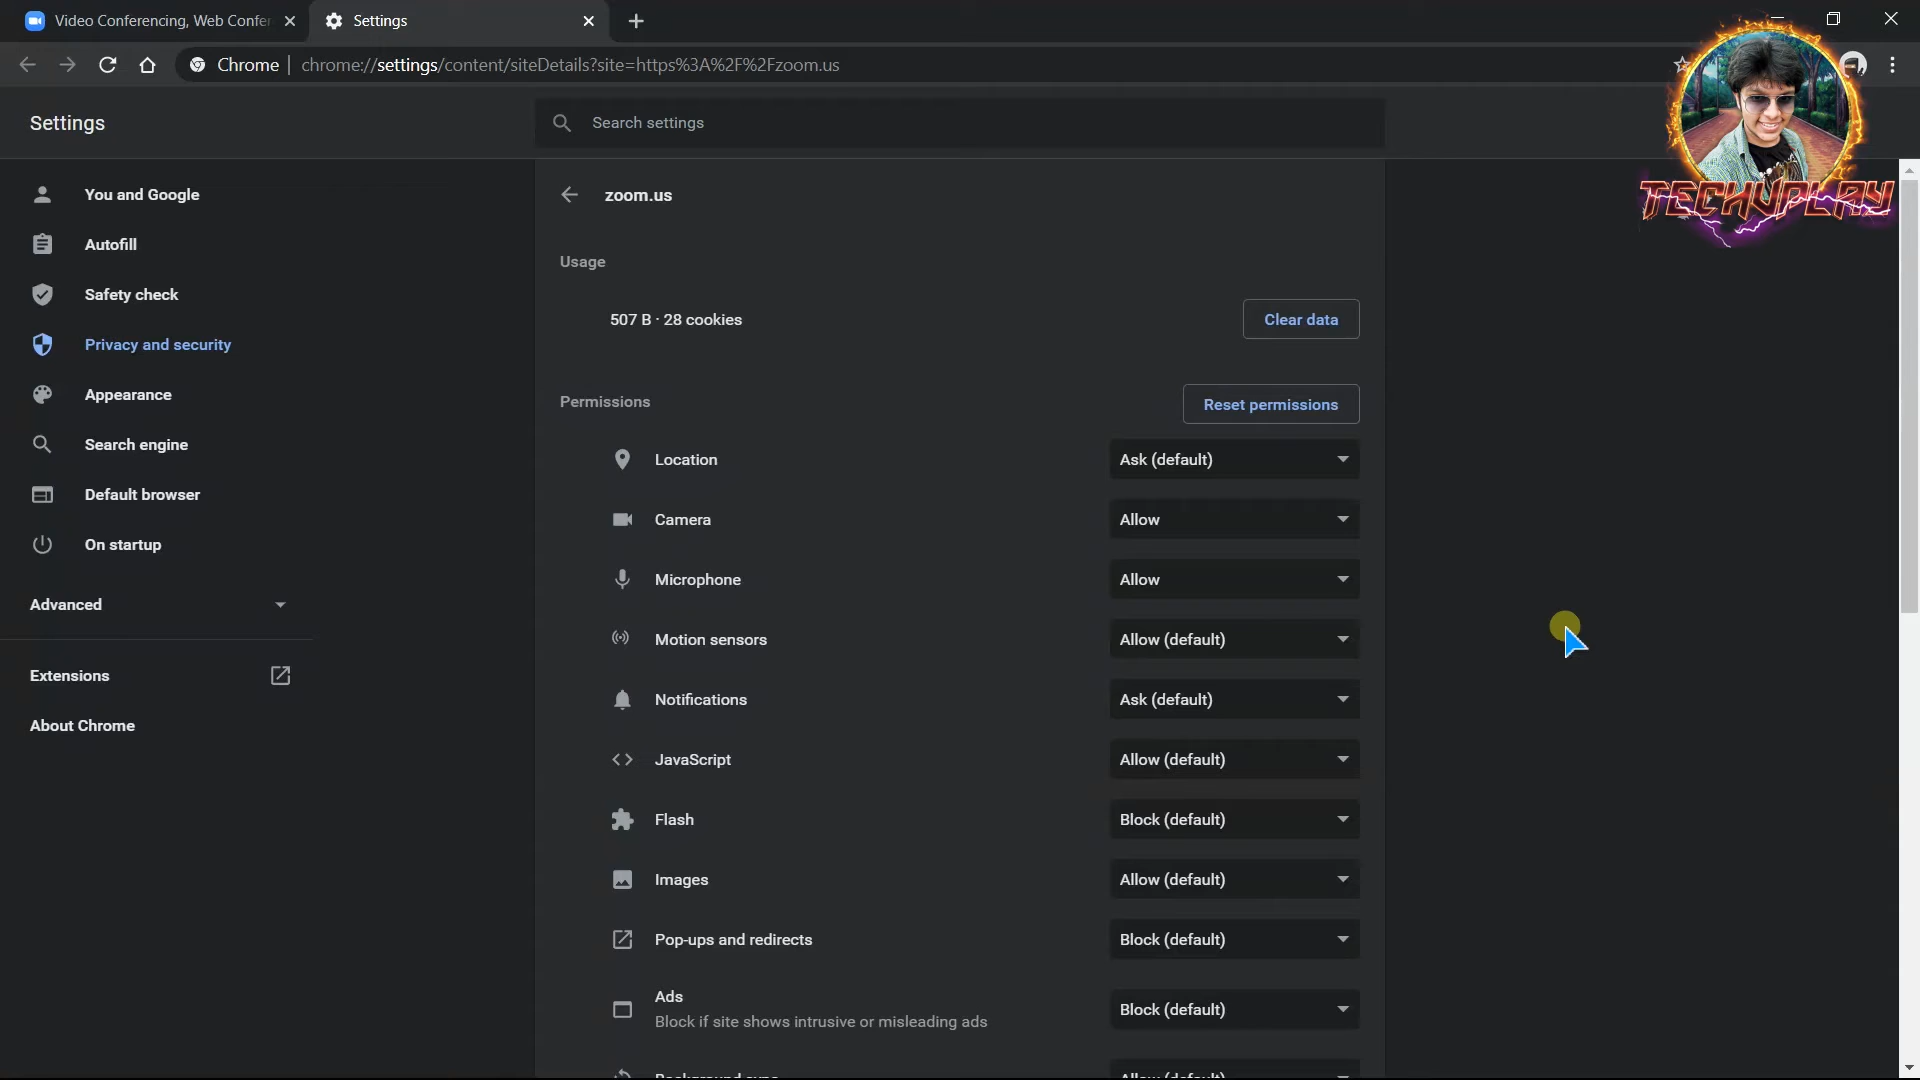 Video Conferencing, Web Confe
Settings
Chrome
chrome://settings/content/siteDetails?site=https%3A%2F%2Fzoom.us
Settings
Search settings
TECHVPLAY
You and Google
Autofill
Safety check
Privacy and security
Appearance
Search engine
Default browser
On startup
Advanced
Extensions
About Chrome
zoom.us
Usage
507 B · 28 cookies
Clear data
Permissions
Reset permissions
Location
Ask (default)
Camera
Allow
Microphone
Allow
Motion sensors
Allow (default)
Notifications
Ask (default)
JavaScript
Allow (default)
Flash
Block (default)
Images
Allow (default)
Pop-ups and redirects
Block (default)
Ads
Block if site shows intrusive or misleading ads
Block (default)